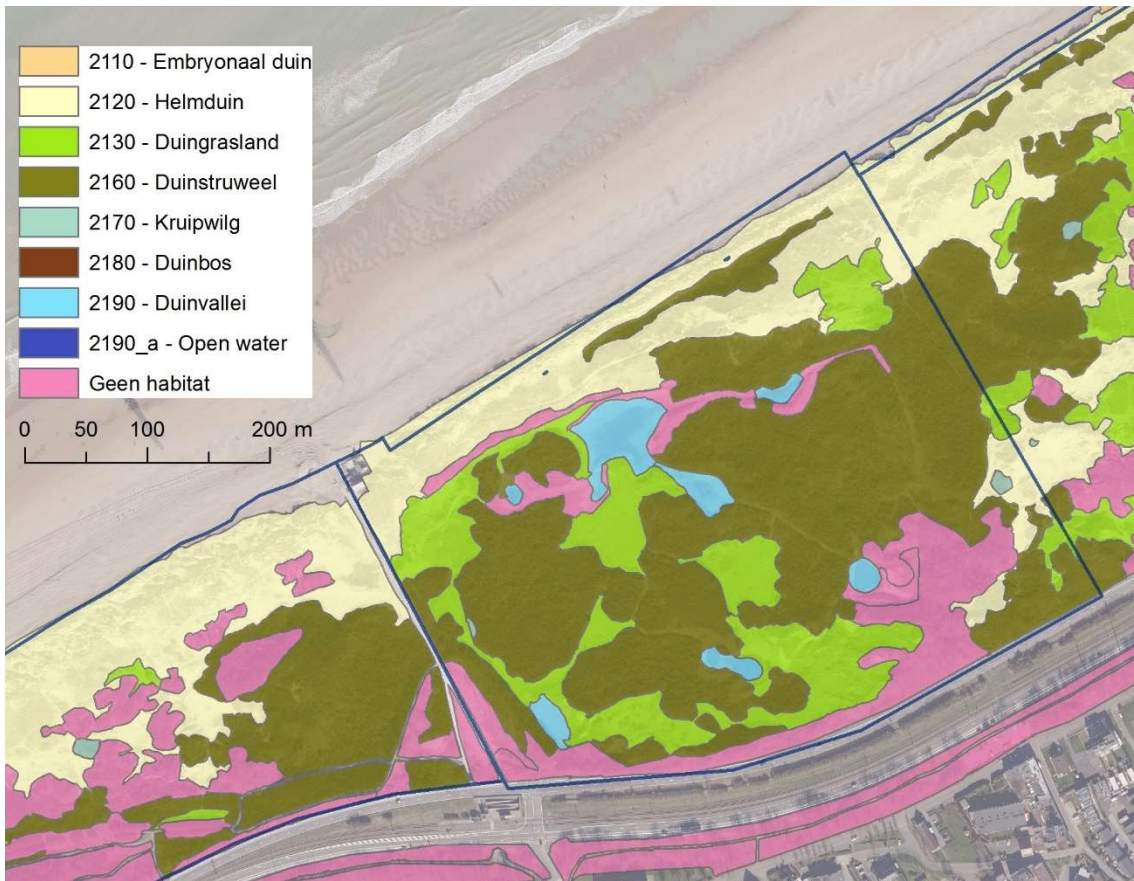 2110 - Embryonaal duin
2120 - Helmduin
2130 - Duingrasland
2160 - Duinstruweel
2170 - Kruipwilg
2180 - Duinbos
2190 - Duinvallei
2190_a - Open water
Geen habitat
0 50 100 200 m